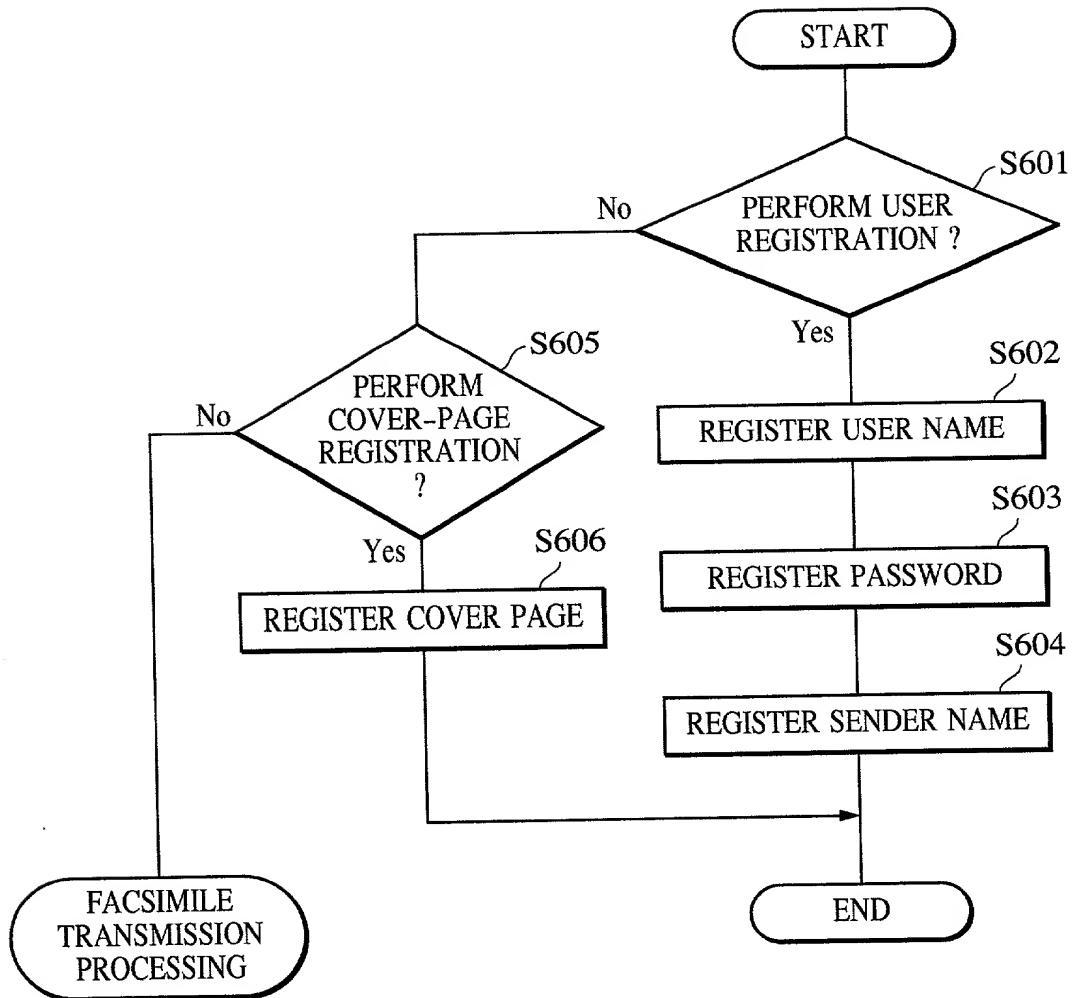 START
S601
PERFORM USER
REGISTRATION ?
No
Yes
S605
PERFORM
COVER-PAGE
REGISTRATION
?
No
Yes
S602
REGISTER USER NAME
S603
REGISTER PASSWORD
S606
REGISTER COVER PAGE
S604
REGISTER SENDER NAME
FACSIMILE
TRANSMISSION
PROCESSING
END